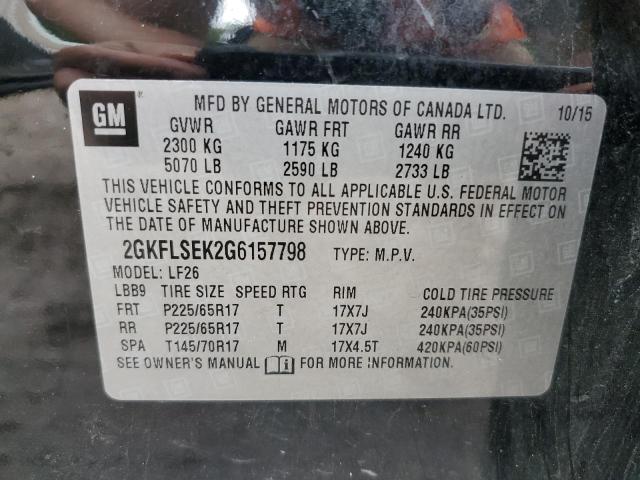 GM ® MFD BY GENERAL MOTORS OF CANADA LTD. 10/15
GVWR GAWR FRT GAWR RR
2300 KG 1175 KG 1240 KG
5070 LB 2590 LB 2733 LB
THIS VEHICLE CONFORMS TO ALL APPLICABLE U.S. FEDERAL MOTOR
VEHICLE SAFETY AND THEFT PREVENTION STANDARDS IN EFFECT ON
THE DATE OF MANUFACTURE SHOWN ABOVE.
2GKFLSEK2G6157798 TYPE: M.P.V.
MODEL: LF26
LBB9 TIRE SIZE SPEED RTG RIM COLD TIRE PRESSURE
FRT P225/65R17 T 17X7J 240KPA(35PSI)
RR P225/65R17 T 17X7J 240KPA(35PSI)
SPA T145/70R17 M 17X4.5T 420KPA(60PSI)
SEE OWNER'S MANUAL i FOR MORE INFORMATION.